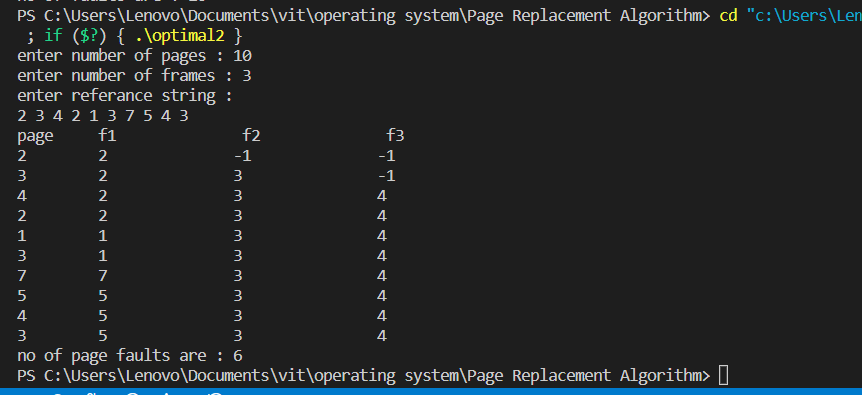 no of faults are : 10
PS C:\Users\Lenovo\Documents\vit\operating system\Page Replacement Algorithm> cd "c:\Users\Len
; if ($?) { .\optimal2 }
enter number of pages : 10
enter number of frames : 3
enter referance string :
2 3 4 2 1 3 7 5 4 3
page f1 f2 f3
2 2 -1 -1
3 2 3 -1
4 2 3 4
2 2 3 4
1 1 3 4
3 1 3 4
7 7 3 4
5 5 3 4
4 5 3 4
3 5 3 4
no of page faults are : 6
PS C:\Users\Lenovo\Documents\vit\operating system\Page Replacement Algorithm>